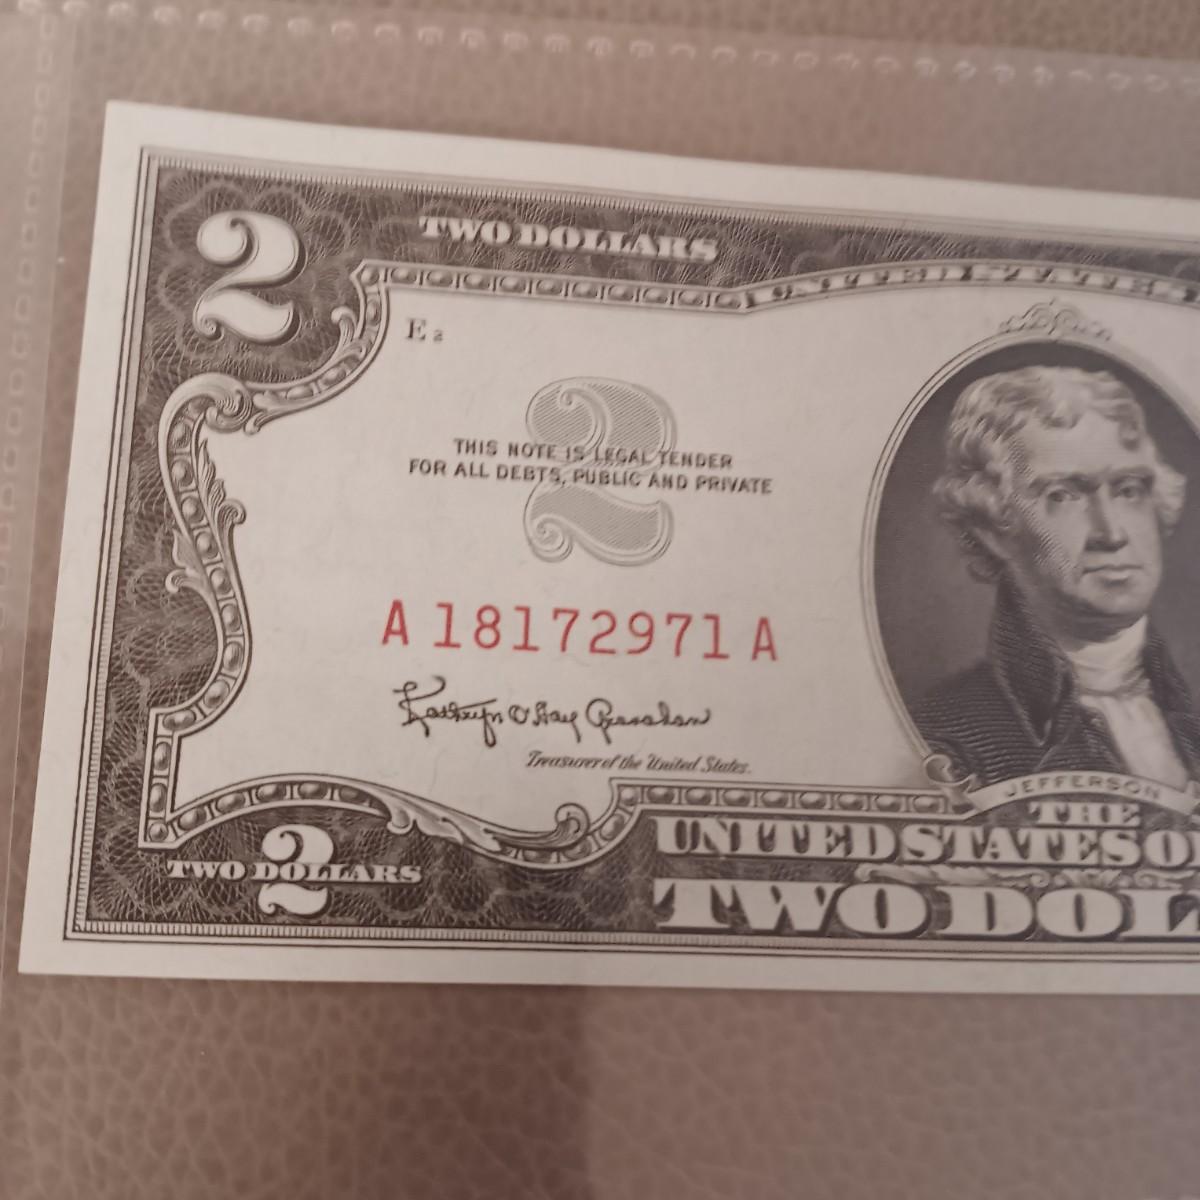 2
TWO DOLLARS
UNITED STATES
E 2
2
THIS NOTE IS LEGAL TENDER
FOR ALL DEBTS, PUBLIC AND PRIVATE
A 18172971 A
Kathryn O'Hay Granahan
Treasurer of the United States.
JEFFERSON
THE
UNITED STATES O
TWO DOL
2
TWO DOLLARS